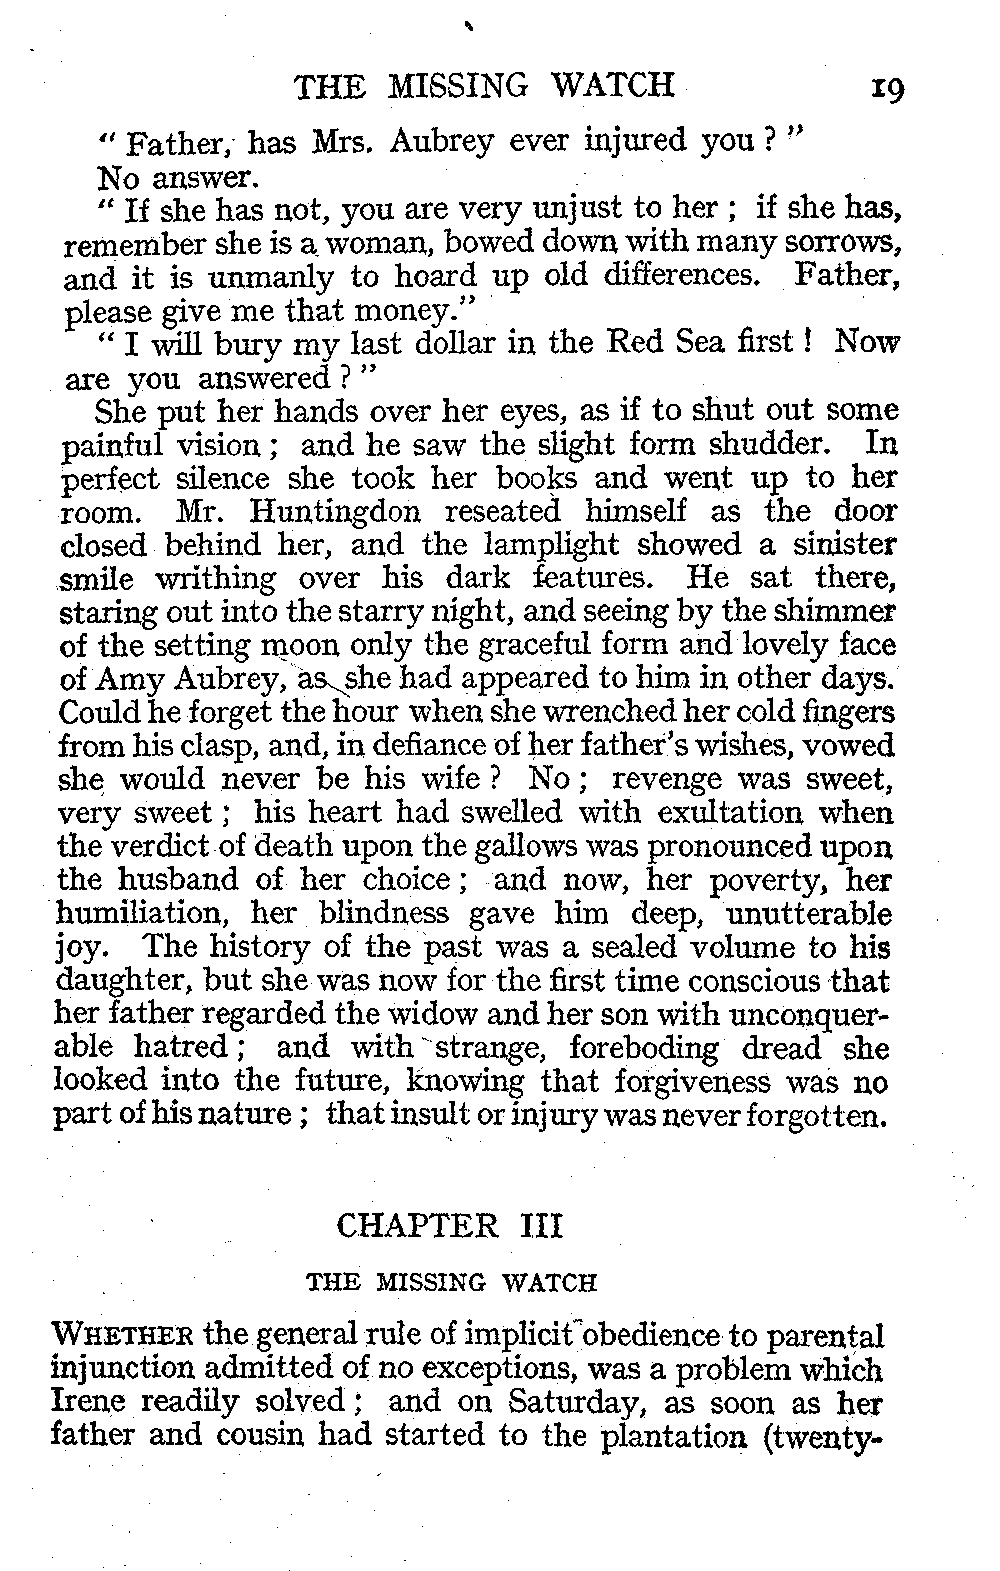 THE MISSING WATCH 19
" Father, has Mrs. Aubrey ever injured you ? "
No answer.
" If she has not, you are very unjust to her ; if she has,
remember she is a woman, bowed down with many sorrows,
and it is unmanly to hoard up old differences. Father,
please give me that money."
" I will bury my last dollar in the Red Sea first ! Now
are you answered ? "
She put her hands over her eyes, as if to shut out some
painful vision ; and he saw the slight form shudder. In
perfect silence she took her books and went up to her
room. Mr. Huntingdon reseated himself as the door
closed behind her, and the lamplight showed a sinister
smile writhing over his dark features. He sat there,
staring out into the starry night, and seeing by the shimmer
of the setting moon only the graceful form and lovely face
of Amy Aubrey, as she had appeared to him in other days.
Could he forget the hour when she wrenched her cold fingers
from his clasp, and, in defiance of her father's wishes, vowed
she would never be his wife ? No ; revenge was sweet,
very sweet ; his heart had swelled with exultation when
the verdict of death upon the gallows was pronounced upon
the husband of her choice ; and now, her poverty, her
humiliation, her blindness gave him deep, unutterable
joy. The history of the past was a sealed volume to his
daughter, but she was now for the first time conscious that
her father regarded the widow and her son with unconquer-
able hatred ; and with strange, foreboding dread she
looked into the future, knowing that forgiveness was no
part of his nature ; that insult or injury was never forgotten.
CHAPTER III
THE MISSING WATCH
WHETHER the general rule of implicit obedience to parental
injunction admitted of no exceptions, was a problem which
Irene readily solved ; and on Saturday, as soon as her
father and cousin had started to the plantation (twenty-